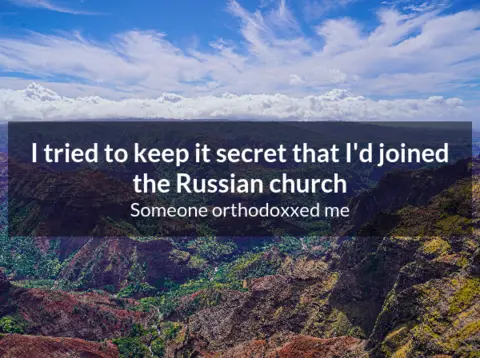 I tried to keep it secret that I'd joined
the Russian church
Someone orthodoxxed me